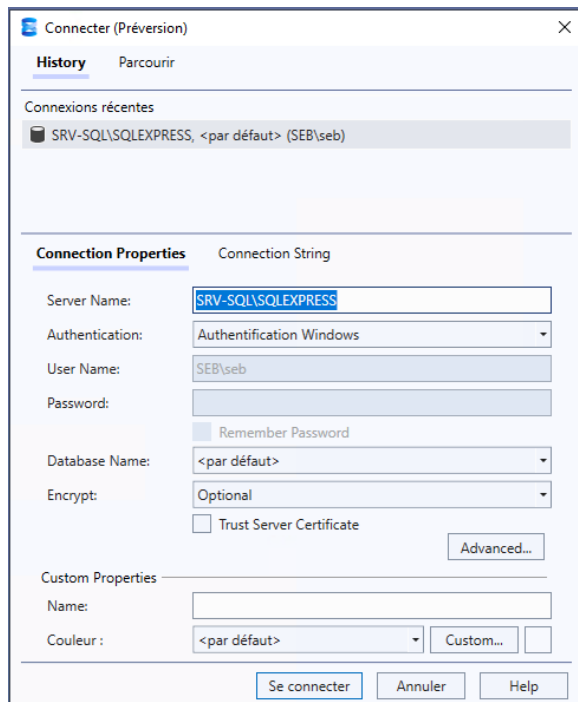 Connecter (Préversion)
History Parcourir
Connexions récentes
SRV-SQL\SQLEXPRESS, <par défaut> (SEB\seb)
Connection Properties Connection String
Server Name: SRV-SQL\SQLEXPRESS
Authentication: Authentification Windows
User Name: SEB\seb
Password:
Remember Password
Database Name: <par défaut>
Encrypt: Optional
Trust Server Certificate
Advanced...
Custom Properties
Name:
Couleur : <par défaut> Custom...
Se connecter Annuler Help